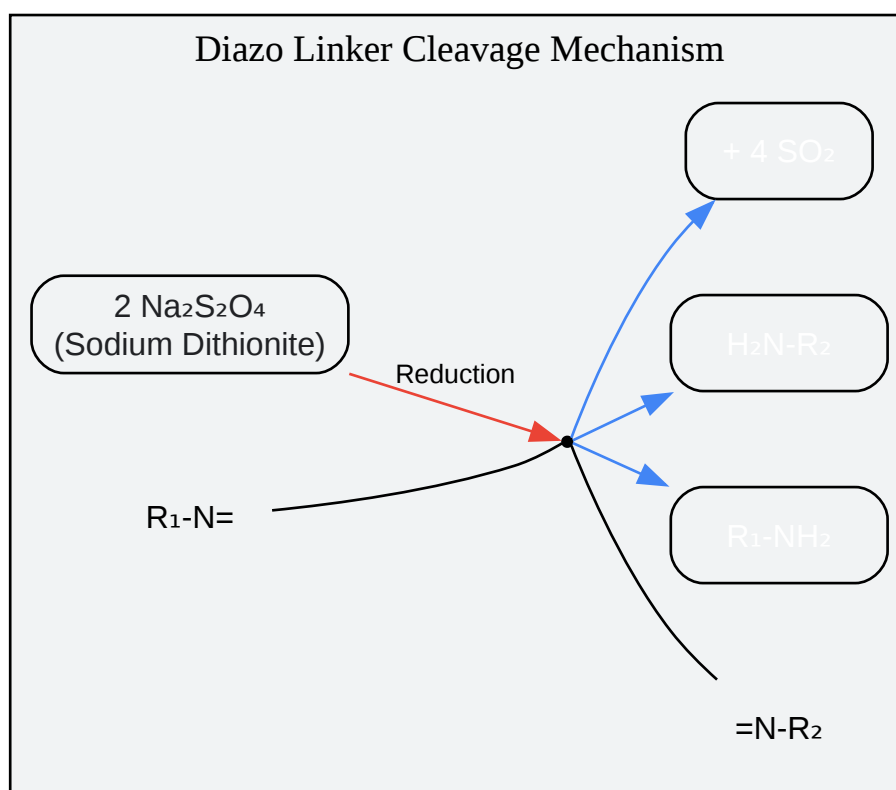 Diazo Linker Cleavage Mechanism
+ 4 SO₂
2 Na₂S₂O₄
(Sodium Dithionite)
H₂N-R₂
Reduction
R₁-N=
R₁-NH₂
=N-R₂